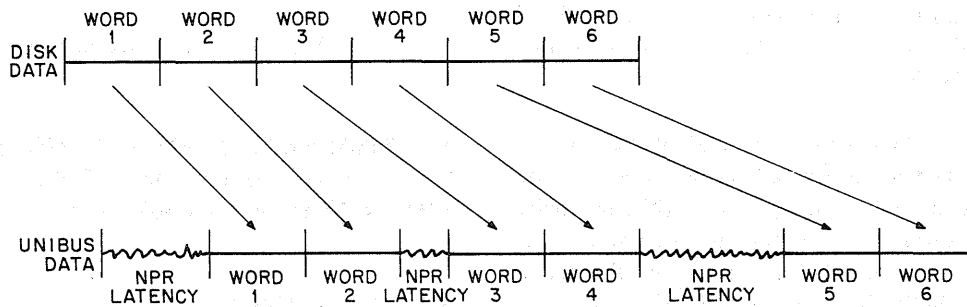 WORD 1 WORD 2 WORD 3 WORD 4 WORD 5 WORD 6
DISK DATA
UNIBUS DATA
NPR LATENCY WORD 1 WORD 2 NPR LATENCY WORD 3 WORD 4 NPR LATENCY WORD 5 WORD 6